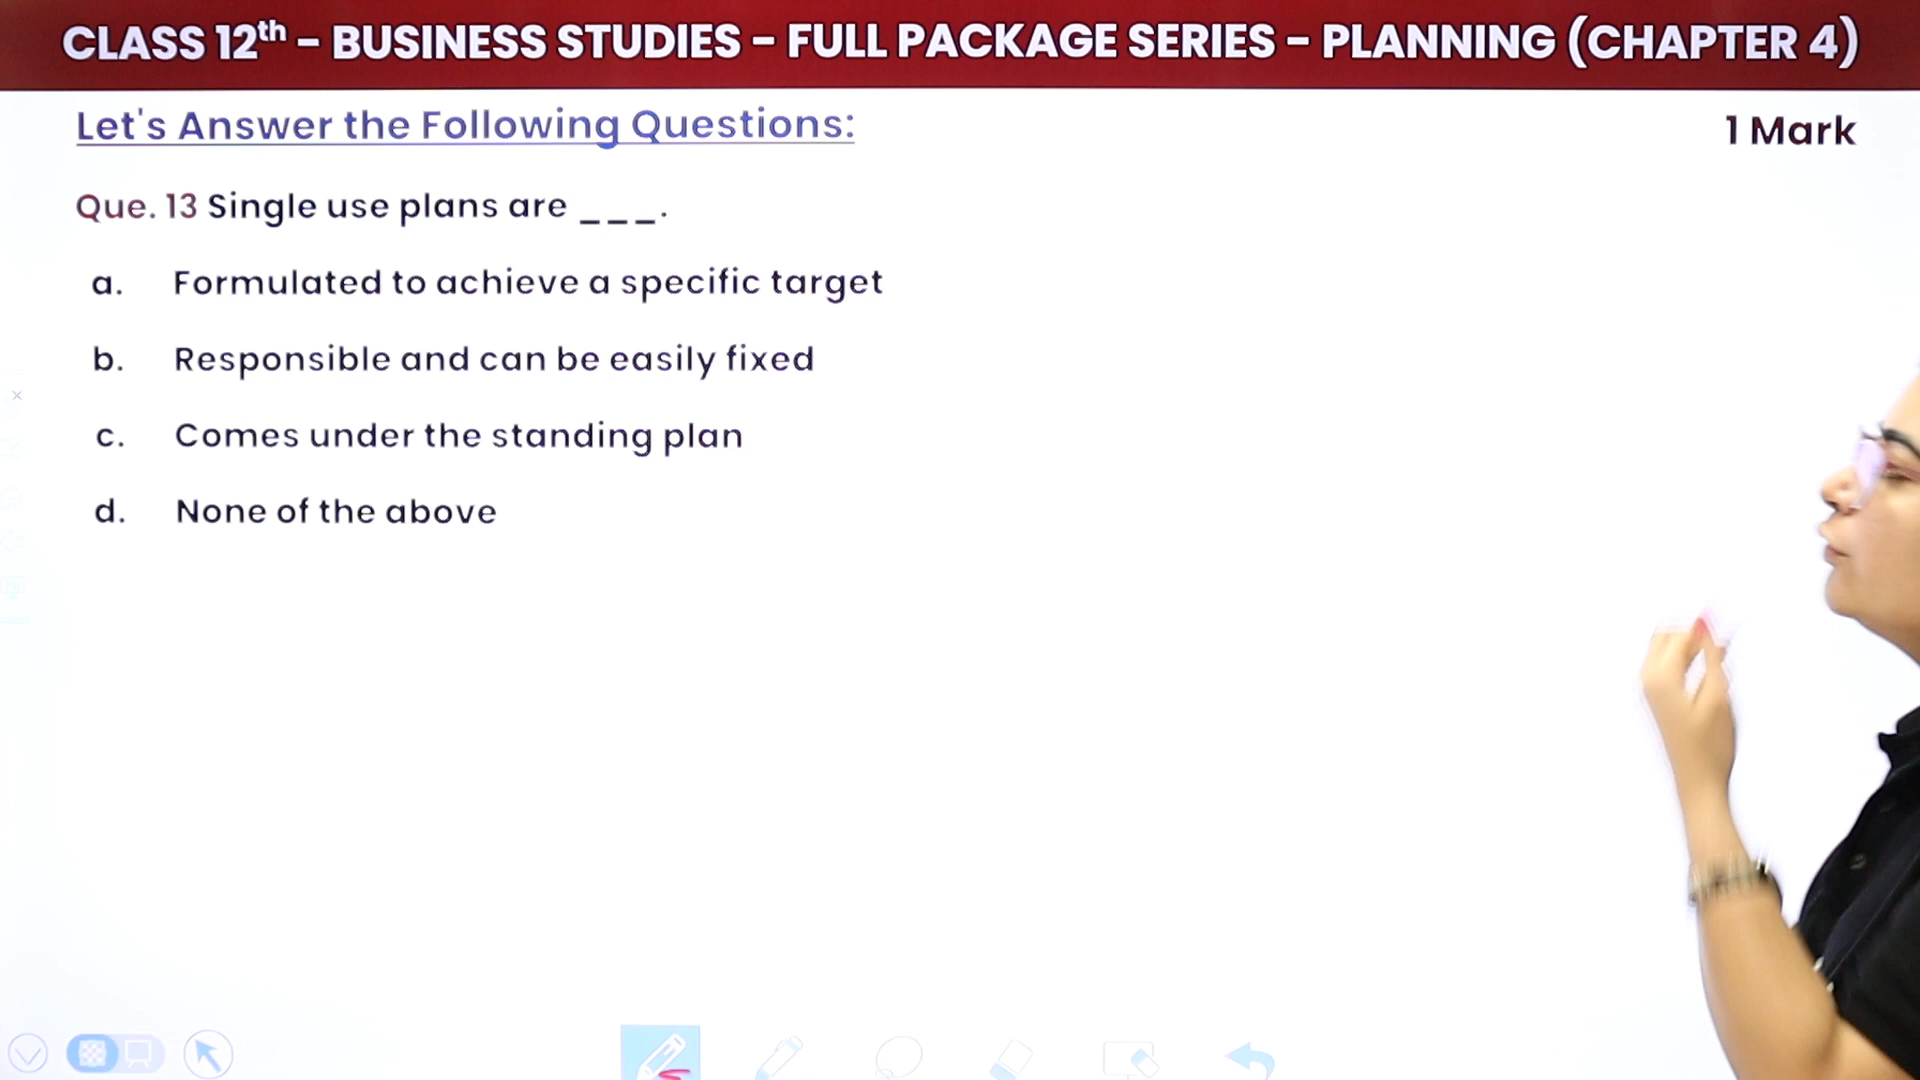 CLASS 12th - BUSINESS STUDIES - FULL PACKAGE SERIES - PLANNING (CHAPTER 4)
Let's Answer the Following Questions:
1 Mark
Que. 13 Single use plans are ___.
a. Formulated to achieve a specific target
b. Responsible and can be easily fixed
c. Comes under the standing plan
d. None of the above